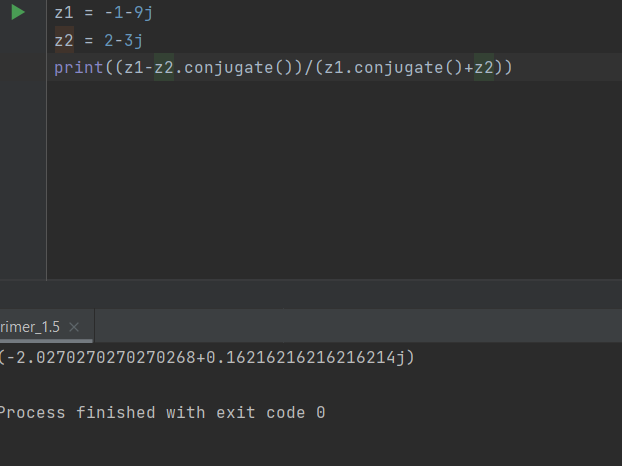 z1 = -1-9j
z2 = 2-3j
print((z1-z2.conjugate())/(z1.conjugate()+z2))
rimer_1.5
(-2.0270270270270268+0.16216216216216214j)
Process finished with exit code 0